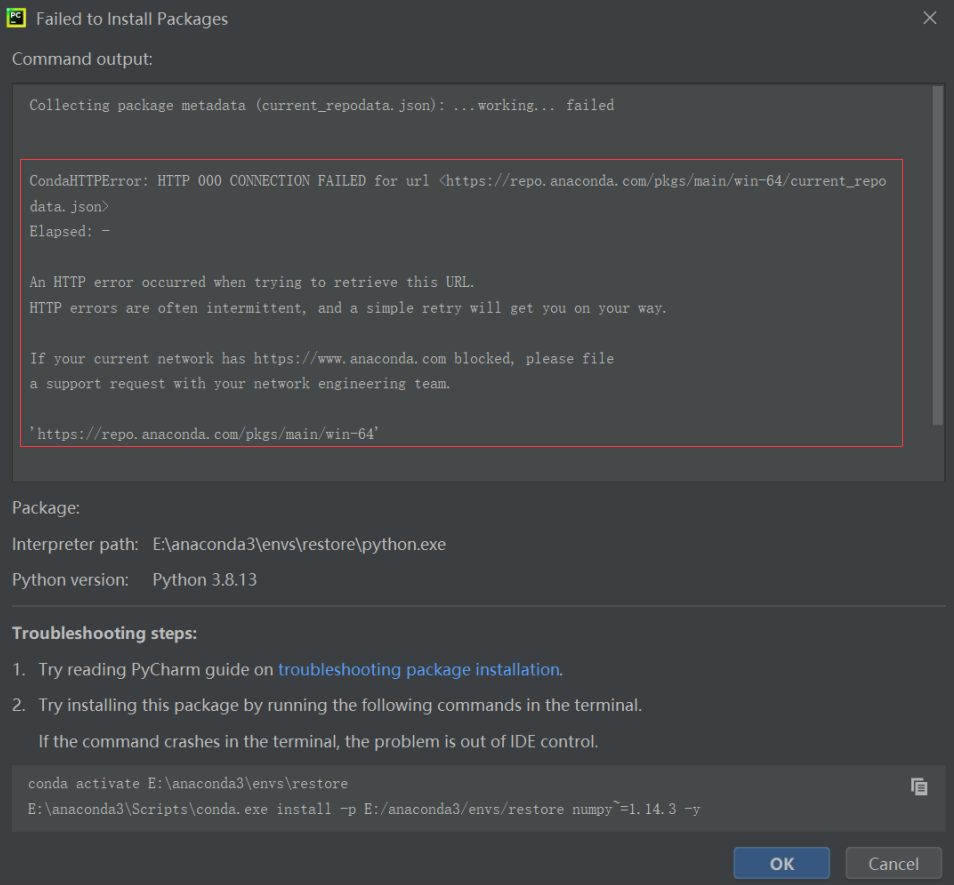 PC
Failed to Install Packages
Command output:
Collecting package metadata (current_repodata.json): ...working... failed
CondaHTTPError: HTTP 000 CONNECTION FAILED for url <https://repo.anaconda.com/pkgs/main/win-64/current_repo
data.json>
Elapsed: -
An HTTP error occurred when trying to retrieve this URL.
HTTP errors are often intermittent, and a simple retry will get you on your way.
If your current network has https://www.anaconda.com blocked, please file
a support request with your network engineering team.
'https://repo.anaconda.com/pkgs/main/win-64'
Package:
Interpreter path: E:\anaconda3\envs\restore\python.exe
Python version: Python 3.8.13
Troubleshooting steps:
1. Try reading PyCharm guide on troubleshooting package installation.
2. Try installing this package by running the following commands in the terminal.
If the command crashes in the terminal, the problem is out of IDE control.
conda activate E:\anaconda3\envs\restore
E:\anaconda3\Scripts\conda.exe install -p E:/anaconda3/envs/restore numpy~=1.14.3 -y
OK
Cancel